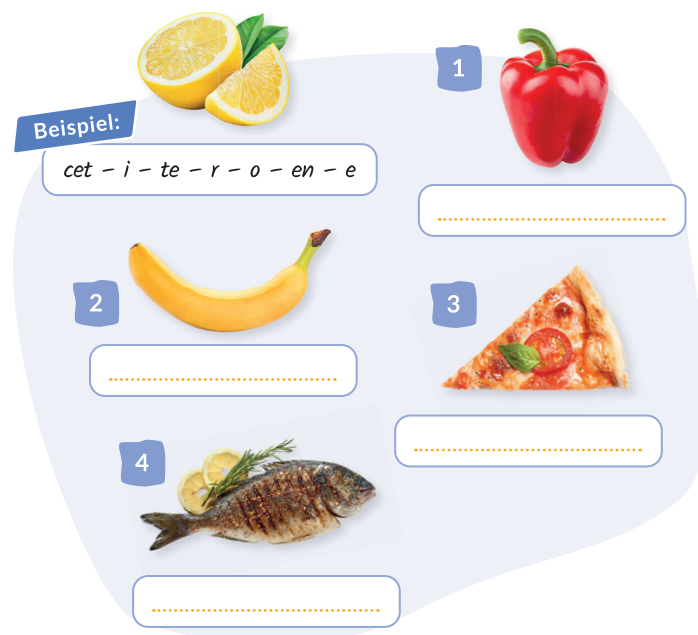 Beispiel:
cet – i – te – r – o – en – e
1
2
3
4